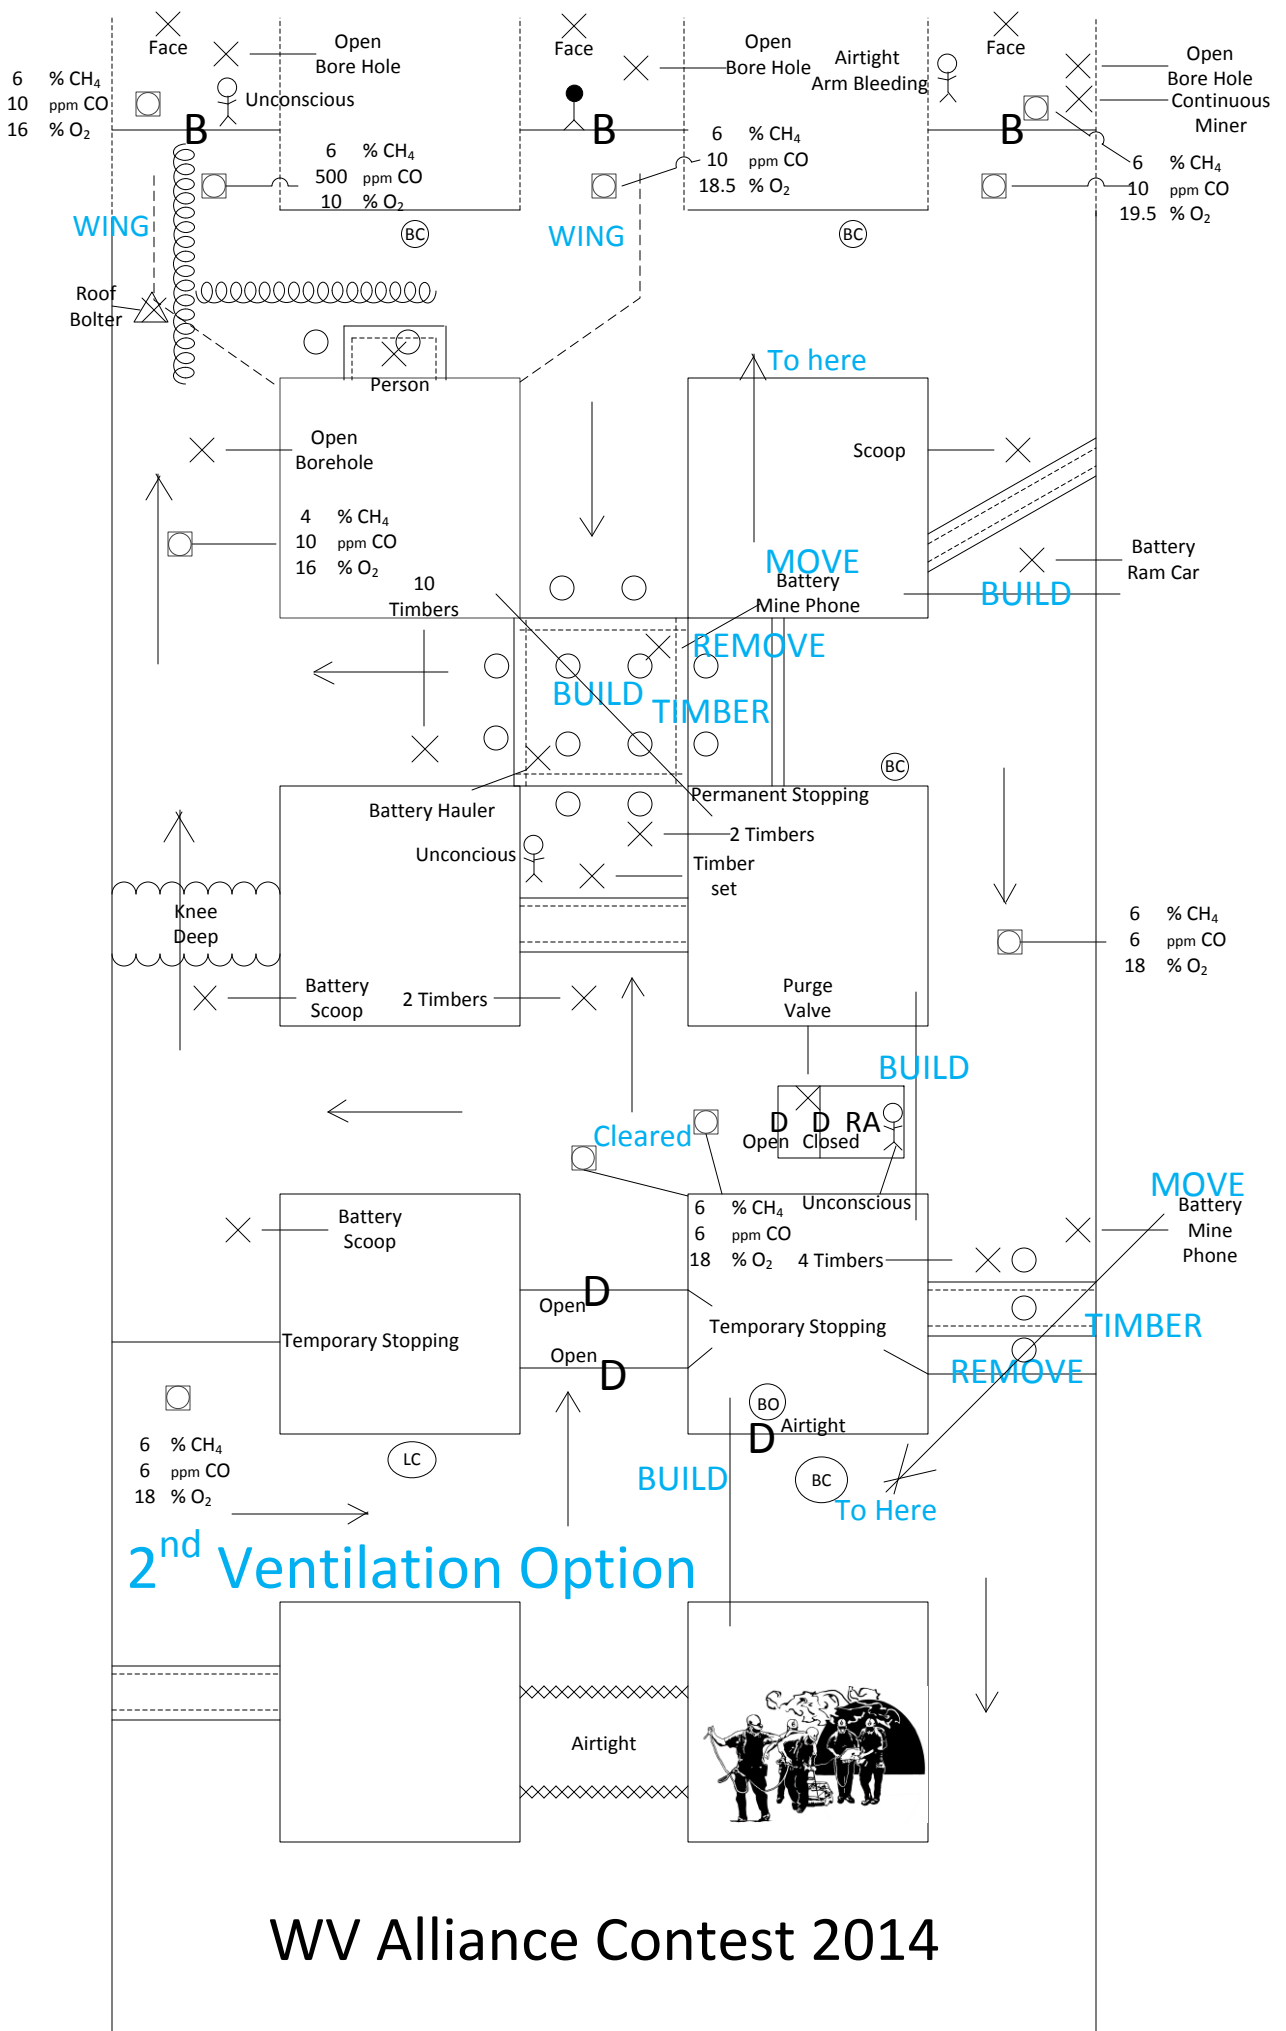 Face
Open
Bore Hole
Face
Open
Bore Hole
Airtight
Arm Bleeding
Face
Open
Bore Hole
Continuous
Miner
6 % CH₄
10 ppm CO
16 % O₂
Unconscious
B
B
B
6 % CH₄
500 ppm CO
10 % O₂
6 % CH₄
10 ppm CO
18.5 % O₂
6 % CH₄
10 ppm CO
19.5 % O₂
WING
BC
WING
BC
Roof
Bolter
Person
To here
Open
Borehole
Scoop
4 % CH₄
10 ppm CO
16 % O₂
10
Timbers
MOVE
Battery
Mine Phone
Battery
Ram Car
BUILD
REMOVE
BUILD
TIMBER
BC
Permanent Stopping
Battery Hauler
2 Timbers
Unconcious
Timber
set
Knee
Deep
6 % CH₄
6 ppm CO
18 % O₂
Battery
Scoop
2 Timbers
Purge
Valve
BUILD
D D RA
Open Closed
Cleared
Unconscious
MOVE
Battery
Mine
Phone
Battery
Scoop
6 % CH₄
6 ppm CO
18 % O₂
4 Timbers
D
Open
Temporary Stopping
Temporary Stopping
TIMBER
Open
D
REMOVE
BO
D
Airtight
6 % CH₄
6 ppm CO
18 % O₂
LC
BUILD
BC
To Here
2nd Ventilation Option
Airtight
WV Alliance Contest 2014